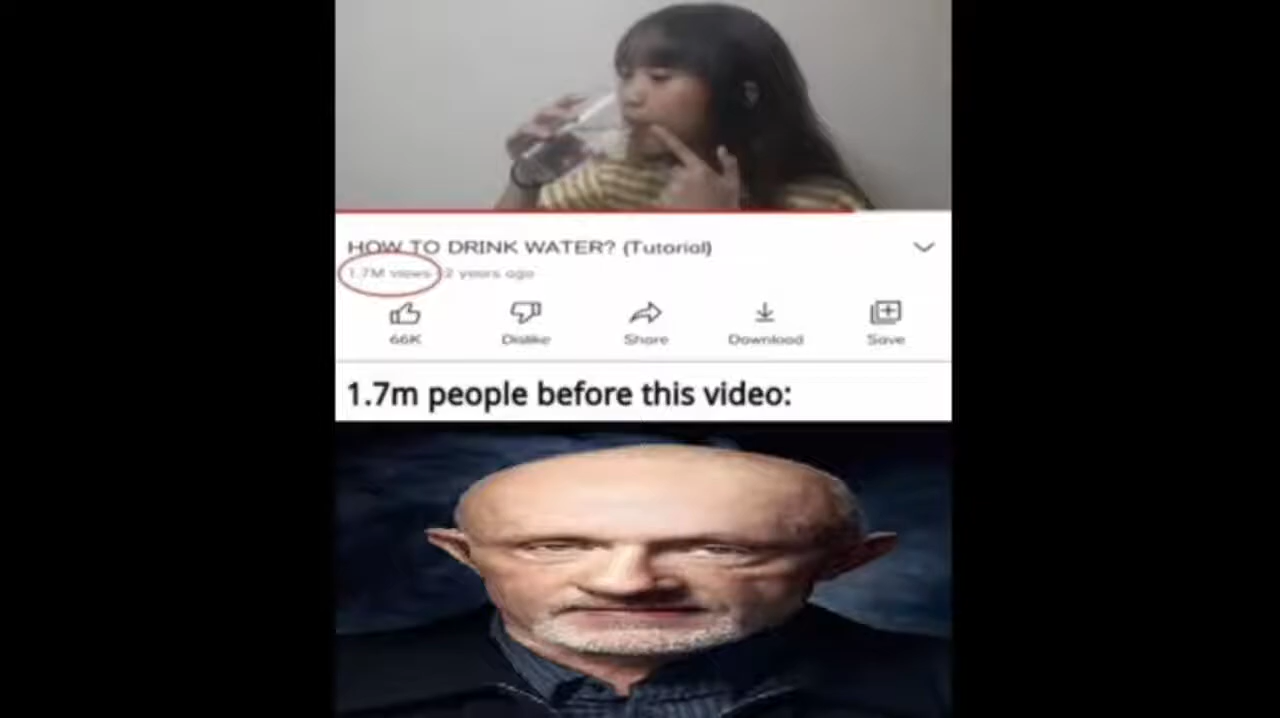 HOW TO DRINK WATER? (Tutorial)
1.7M views 2 years ago
66K Dislike Share Download Save
1.7m people before this video: